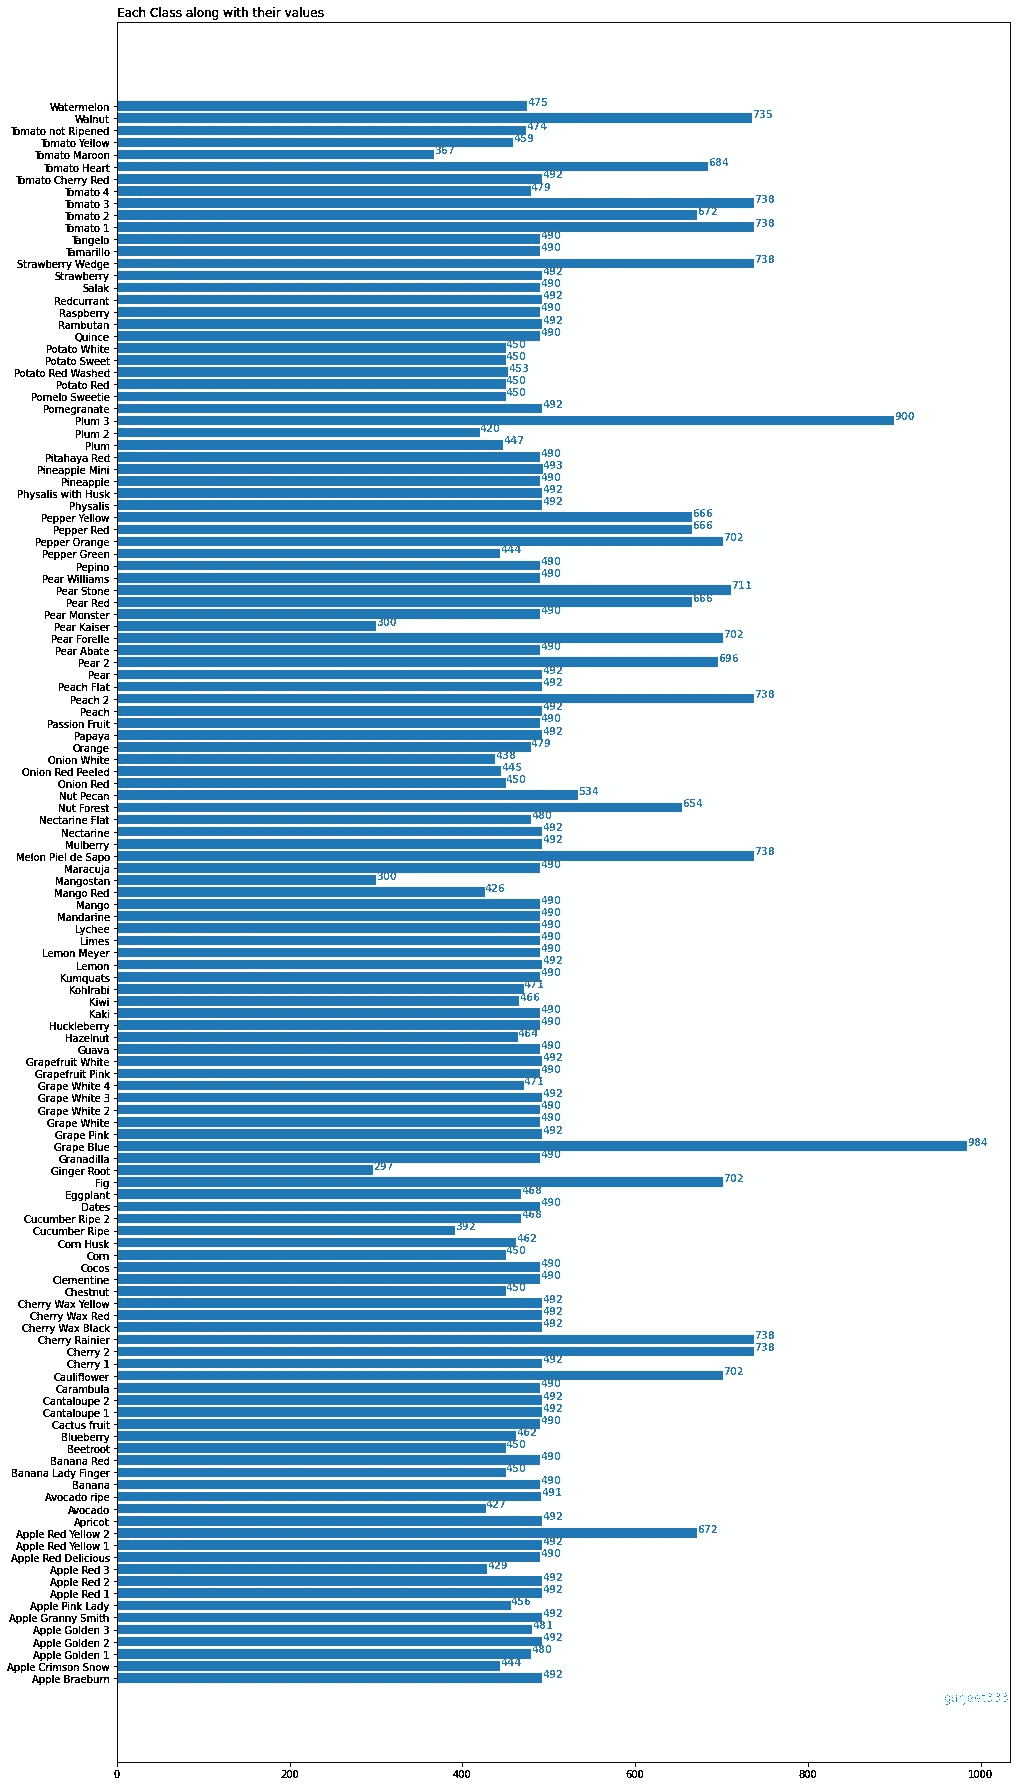 Each Class along with their values
Watermelon 475
Walnut 735
Tomato not Ripened 474
Tomato Yellow 459
Tomato Maroon 367
Tomato Heart 684
Tomato Cherry Red 492
Tomato 4 479
Tomato 3 738
Tomato 2 672
Tomato 1 738
Tangelo 490
Tamarillo 490
Strawberry Wedge 738
Strawberry 492
Salak 490
Redcurrant 492
Raspberry 490
Rambutan 492
Quince 490
Potato White 450
Potato Sweet 450
Potato Red Washed 453
Potato Red 450
Pomelo Sweetie 450
Pomegranate 492
Plum 3 900
Plum 2 420
Plum 447
Pitahaya Red 490
Pineapple Mini 493
Pineapple 490
Physalis with Husk 492
Physalis 492
Pepper Yellow 666
Pepper Red 666
Pepper Orange 702
Pepper Green 444
Pepino 490
Pear Williams 490
Pear Stone 711
Pear Red 666
Pear Monster 490
Pear Kaiser 300
Pear Forelle 702
Pear Abate 490
Pear 2 696
Pear 492
Peach Flat 492
Peach 2 738
Peach 492
Passion Fruit 490
Papaya 492
Orange 479
Onion White 438
Onion Red Peeled 445
Onion Red 450
Nut Pecan 534
Nut Forest 654
Nectarine Flat 480
Nectarine 492
Mulberry 492
Melon Piel de Sapo 738
Maracuja 490
Mangostan 300
Mango Red 426
Mango 490
Mandarine 490
Lychee 490
Limes 490
Lemon Meyer 490
Lemon 492
Kumquats 490
Kohlrabi 471
Kiwi 466
Kaki 490
Huckleberry 490
Hazelnut 464
Guava 490
Grapefruit White 492
Grapefruit Pink 490
Grape White 4 471
Grape White 3 492
Grape White 2 490
Grape White 490
Grape Pink 492
Grape Blue 984
Granadilla 490
Ginger Root 297
Fig 702
Eggplant 468
Dates 490
Cucumber Ripe 2 468
Cucumber Ripe 392
Corn Husk 462
Corn 450
Cocos 490
Clementine 490
Chestnut 450
Cherry Wax Yellow 492
Cherry Wax Red 492
Cherry Wax Black 492
Cherry Rainier 738
Cherry 2 738
Cherry 1 492
Cauliflower 702
Carambula 490
Cantaloupe 2 492
Cantaloupe 1 492
Cactus fruit 490
Blueberry 462
Beetroot 450
Banana Red 490
Banana Lady Finger 450
Banana 490
Avocado ripe 491
Avocado 427
Apricot 492
Apple Red Yellow 2 672
Apple Red Yellow 1 492
Apple Red Delicious 490
Apple Red 3 429
Apple Red 2 492
Apple Red 1 492
Apple Pink Lady 456
Apple Granny Smith 492
Apple Golden 3 481
Apple Golden 2 492
Apple Golden 1 480
Apple Crimson Snow 444
Apple Braeburn 492
gurjeet333
0 200 400 600 800 1000